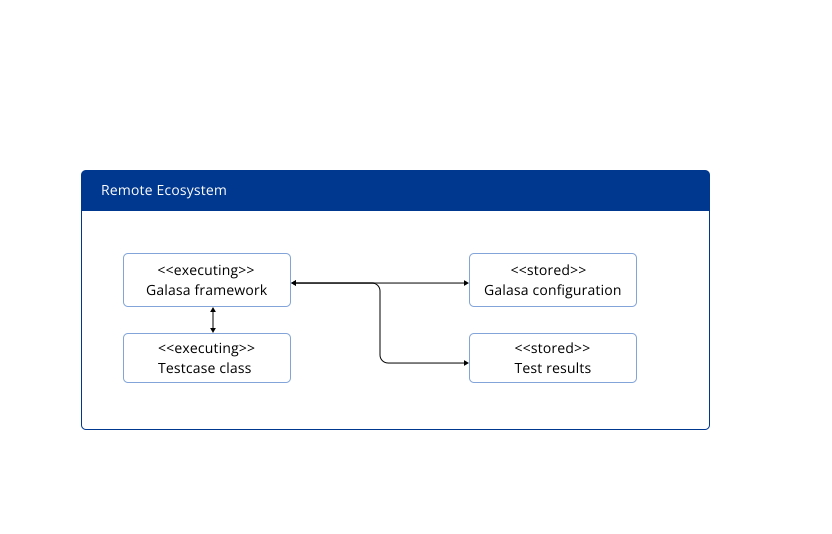 Remote Ecosystem
<<executing>>
Galasa framework
<<stored>>
Galasa configuration
<<executing>>
Testcase class
<<stored>>
Test results